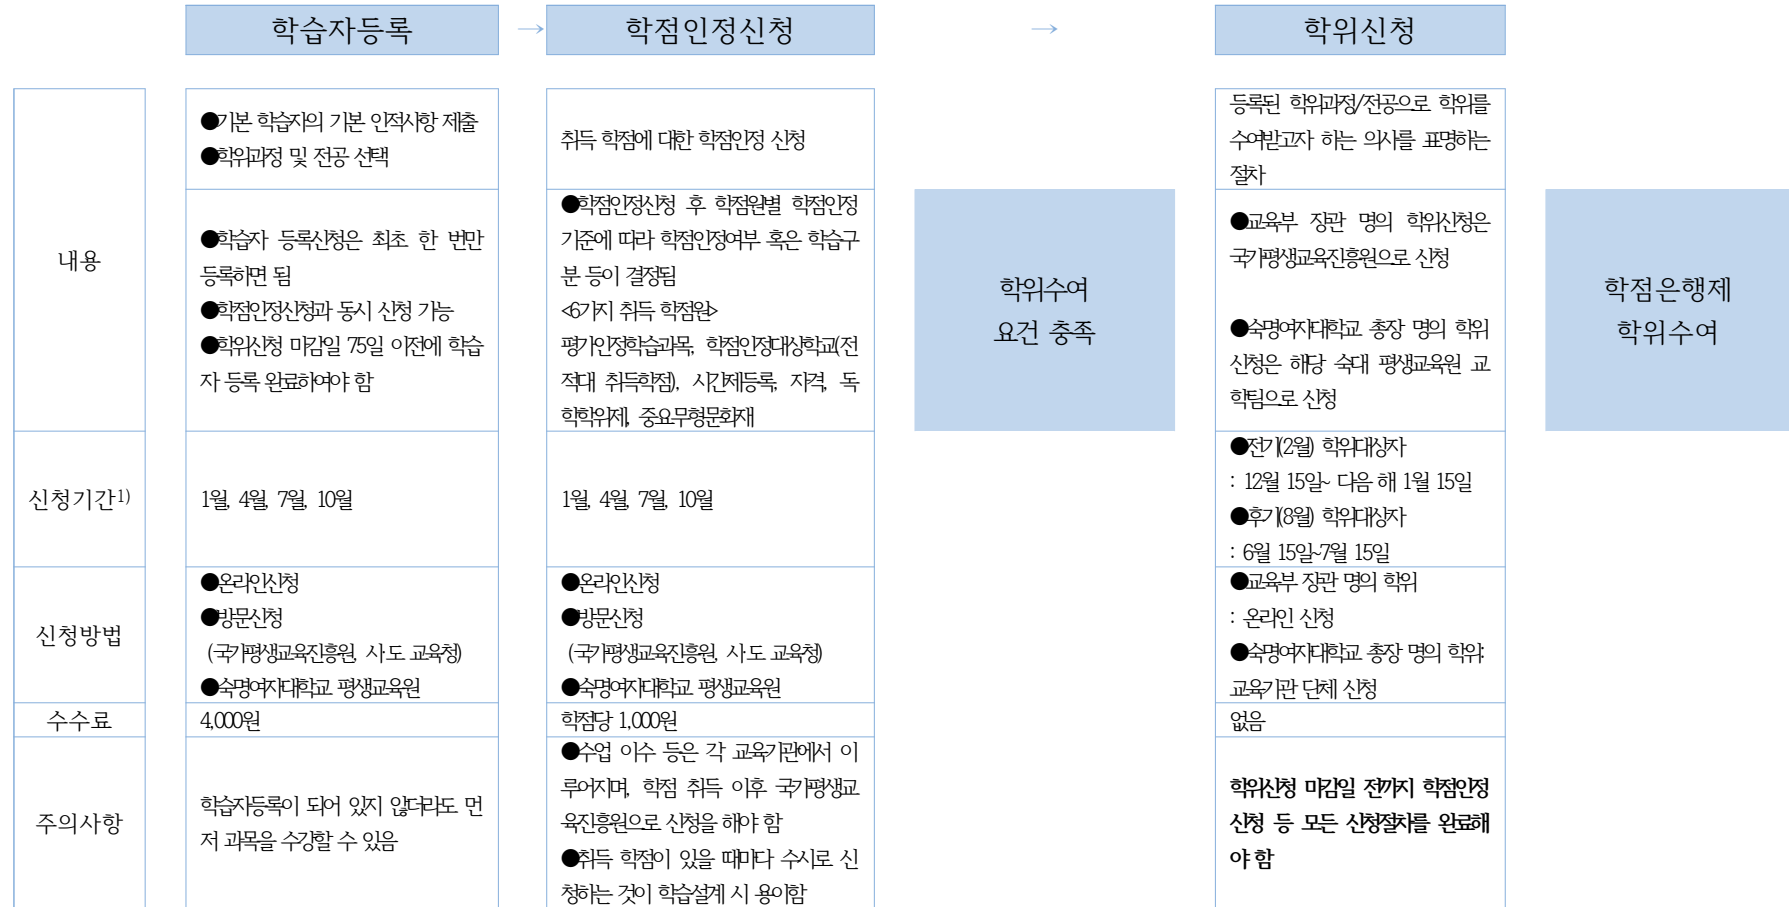 학습자등록 → 학점인정신청 → 학위신청
내용
●기본 학습자의 기본 인적사항 제출
●학위과정 및 전공 선택
취득 학점에 대한 학점인정 신청
등록된 학위과정/전공으로 학위를
수여받고자 하는 의사를 표명하는
절차
●학습자 등록신청은 최초 한 번만
등록하면 됨
●학점인정신청과 동시 신청 가능
●학위신청 마감일 75일 이전에 학습
자 등록 완료하여야 함
●학점인정신청 후 학점원별 학점인정
기준에 따라 학점인정여부 혹은 학습구
분 등이 결정됨
<6가지 취득 학점원>
평가인정학습과목, 학점인정대상학교(전
적대 취득학점), 시간제등록, 자격, 독
학학위제, 중요무형문화재
학위수여
요건 충족
●교육부 장관 명의 학위신청은
국가평생교육진흥원으로 신청
●숙명여자대학교 총장 명의 학위
신청은 해당 숙대 평생교육원 교
학팀으로 신청
학점은행제
학위수여
신청기간1)
1월, 4월, 7월, 10월
1월, 4월, 7월, 10월
●전기(2월) 학위대상자
: 12월 15일~ 다음 해 1월 15일
●후기(8월) 학위대상자
: 6월 15일~7월 15일
신청방법
●온라인신청
●방문신청
(국가평생교육진흥원, 시·도 교육청)
●숙명여자대학교 평생교육원
●온라인신청
●방문신청
(국가평생교육진흥원, 시·도 교육청)
●숙명여자대학교 평생교육원
●교육부 장관 명의 학위
: 온라인 신청
●숙명여자대학교 총장 명의 학위:
교육기관 단체 신청
수수료
4,000원
학점당 1,000원
없음
주의사항
학습자등록이 되어 있지 않더라도 먼
저 과목을 수강할 수 있음
●수업 이수 등은 각 교육기관에서 이
루어지며, 학점 취득 이후 국가평생교
육진흥원으로 신청을 해야 함
●취득 학점이 있을 때마다 수시로 신
청하는 것이 학습설계 시 용이함
학위신청 마감일 전까지 학점인정
신청 등 모든 신청절차를 완료해
야 함